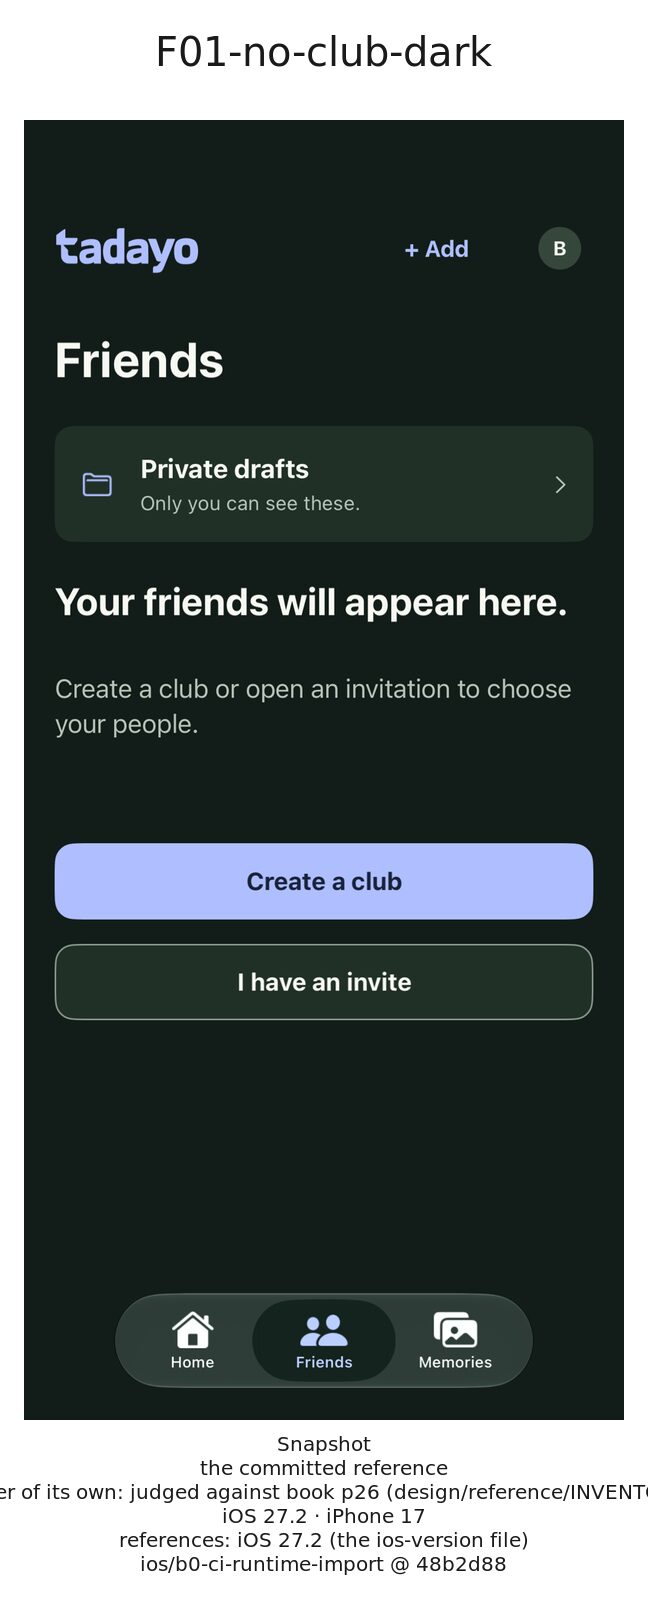 F01-no-club-dark
tadayo
+ Add
B
Friends
Private drafts
Only you can see these.
Your friends will appear here.
Create a club or open an invitation to choose
your people.
Create a club
I have an invite
Home
Friends
Memories
Snapshot
the committed reference
of its own: judged against book p26 (design/reference/
iOS 27.2 · iPhone 17
references: iOS 27.2 (the ios-version file)
ios/b0-ci-runtime-import @ 48b2d88